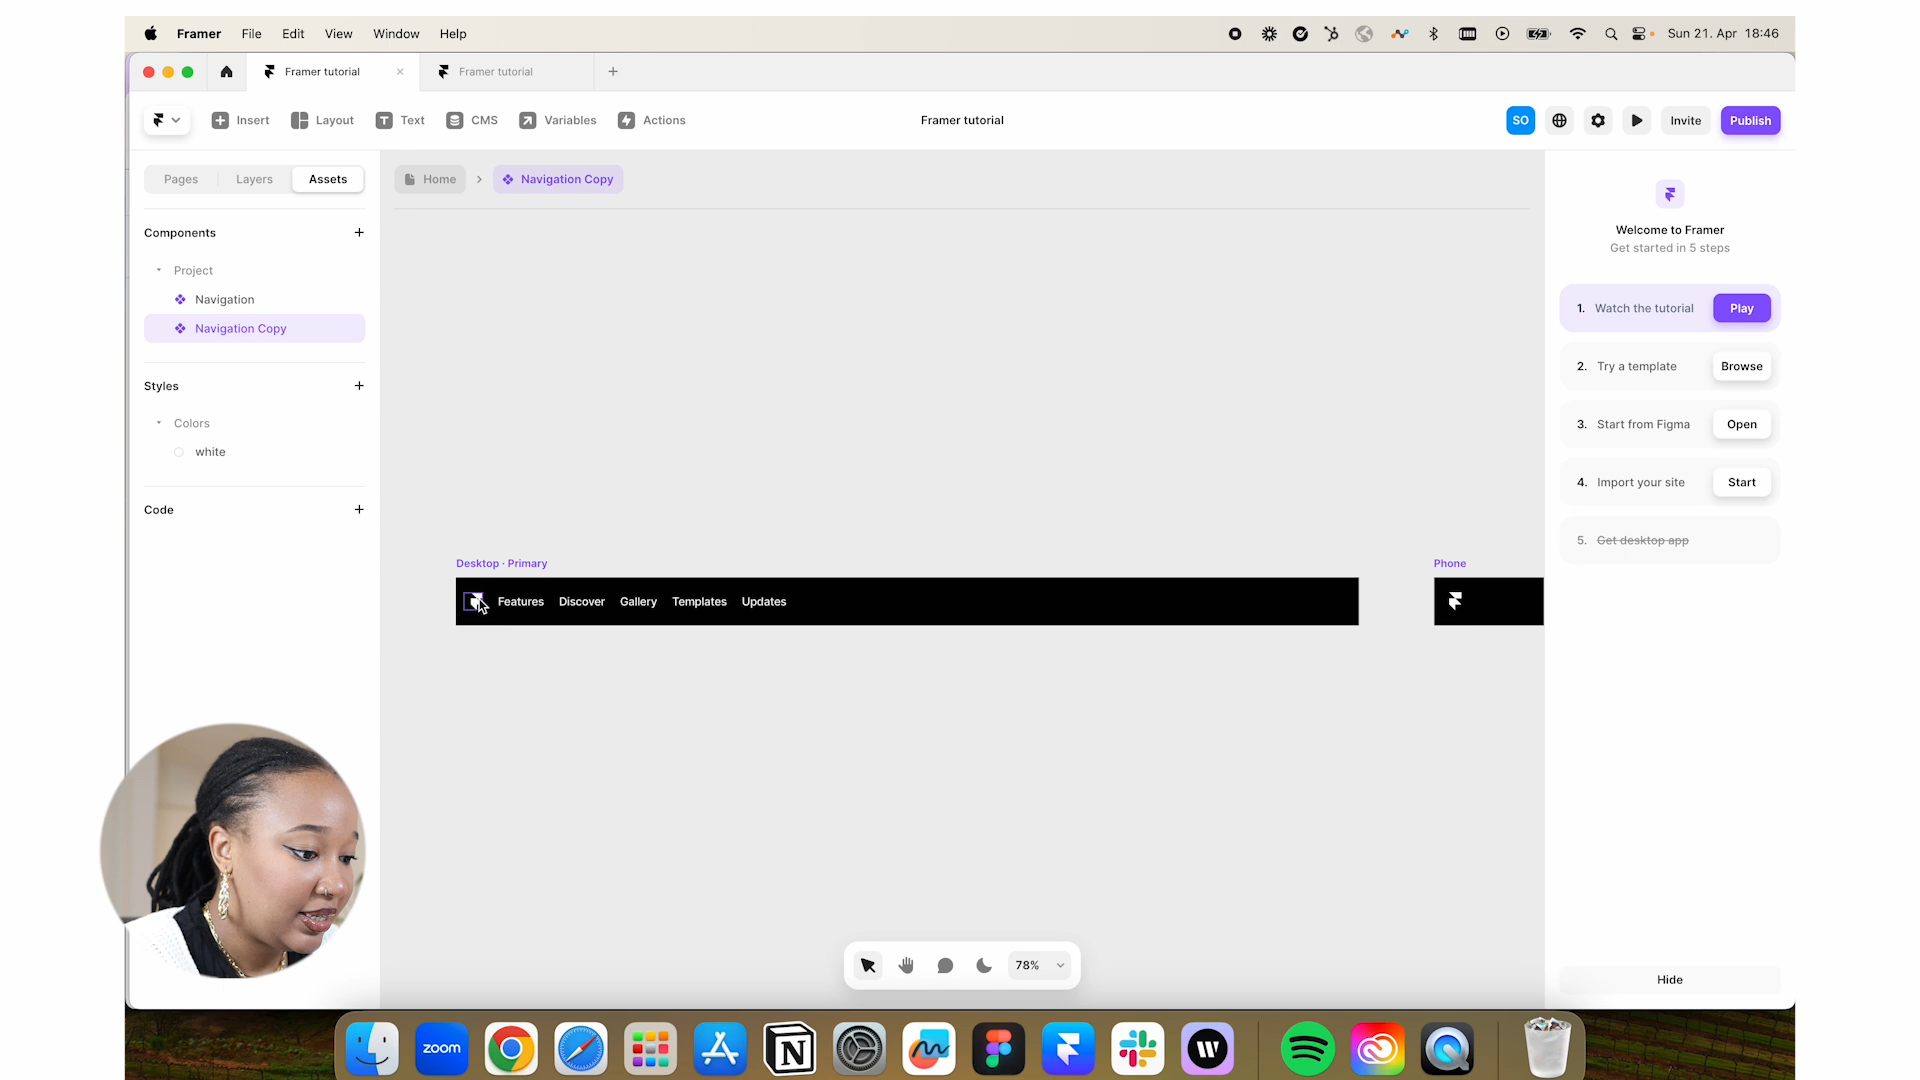 Framer File Edit View Window Help Sun 21. Apr 18:46
Framer tutorial Framer tutorial
Insert Layout Text CMS Variables Actions Framer tutorial SO Invite Publish
Pages Layers Assets
Home Navigation Copy
Components
Project
Navigation
Navigation Copy
Styles
Colors
white
Code
Desktop · Primary
Phone
Features Discover Gallery Templates Updates
Welcome to Framer
Get started in 5 steps
1. Watch the tutorial Play
2. Try a template Browse
3. Start from Figma Open
4. Import your site Start
5. Get desktop app
Hide
78%
zoom